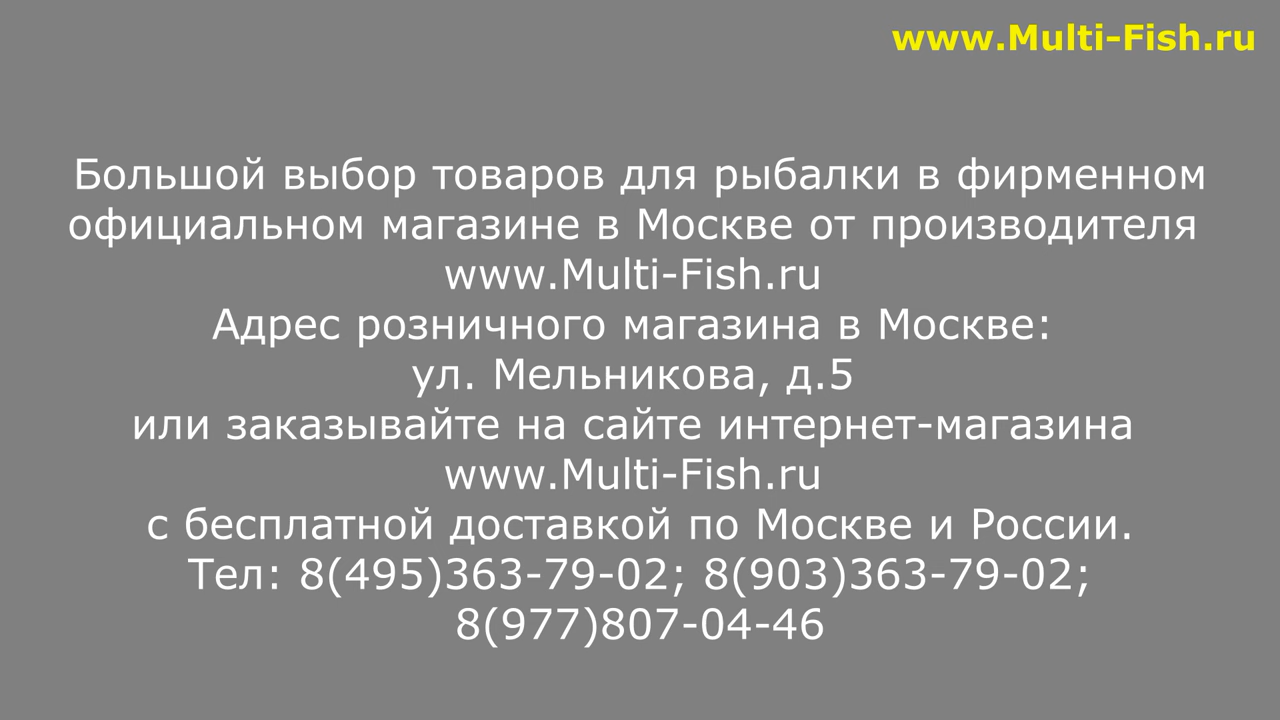 www.Multi-Fish.ru
Большой выбор товаров для рыбалки в фирменном
официальном магазине в Москве от производителя
www.Multi-Fish.ru
Адрес розничного магазина в Москве:
ул. Мельникова, д.5
или заказывайте на сайте интернет-магазина
www.Multi-Fish.ru
с бесплатной доставкой по Москве и России.
Тел: 8(495)363-79-02; 8(903)363-79-02;
8(977)807-04-46